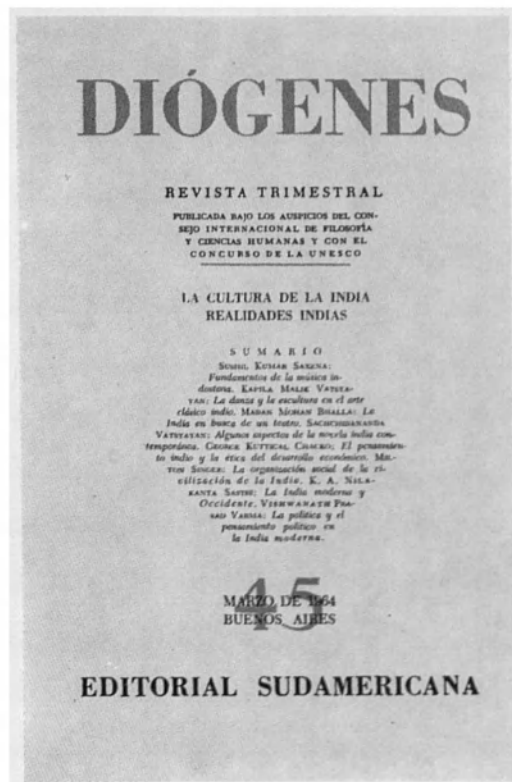 DIÓGENES
REVISTA TRIMESTRAL
PUBLICADA BAJO LOS AUSPICIOS DEL CON-
SEJO INTERNACIONAL DE FILOSOFÍA
Y CIENCIAS HUMANAS Y CON EL
CONCURSO DE LA UNESCO
LA CULTURA DE LA INDIA
REALIDADES INDIAS
SUMARIO
SUSHIL KUMAR SAXENA:
Fundamentos de la música in-
dostana. KAPILA MALIK VATSYA-
YAN: La danza y la escultura en el arte
clásico indio. MADAN MOHAN BHALLA: La
India en busca de un teatro. SACHCHIDANANDA
VATSYAYAN: Algunos aspectos de la novela india con-
temporánea. GEORGE KUTTICAL CHACKO: El pensamien-
to indio y la ética del desarrollo económico. MIL-
TON SINGER: La organización social de la ci-
vilización de la India. K. A. NILA-
KANTA SASTRI: La India moderna y
Occidente. VISHWANATH PRA-
SAD VARMA: La política y el
pensamiento político en
la India moderna.
45
MARZO DE 1964
BUENOS AIRES
EDITORIAL SUDAMERICANA